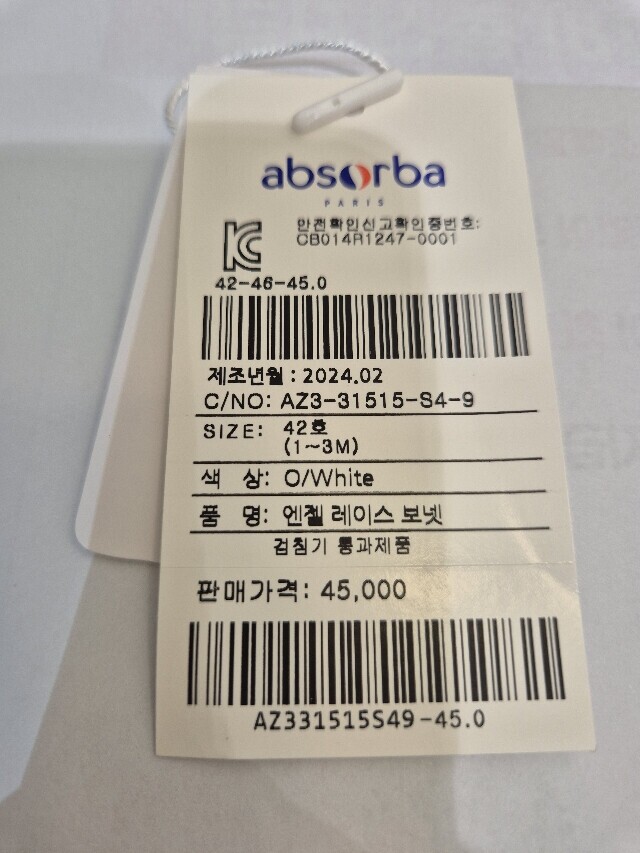 absorba
PARIS
안전확인신고확인증번호:
CB014R1247-0001
42-46-45.0
제조년월 : 2024.02
C/NO: AZ3-31515-S4-9
SIZE: 42호
(1~3M)
색 상: O/White
품 명: 엔젤 레이스 보넷
검침기 통과제품
판매가격: 45,000
AZ331515S49-45.0